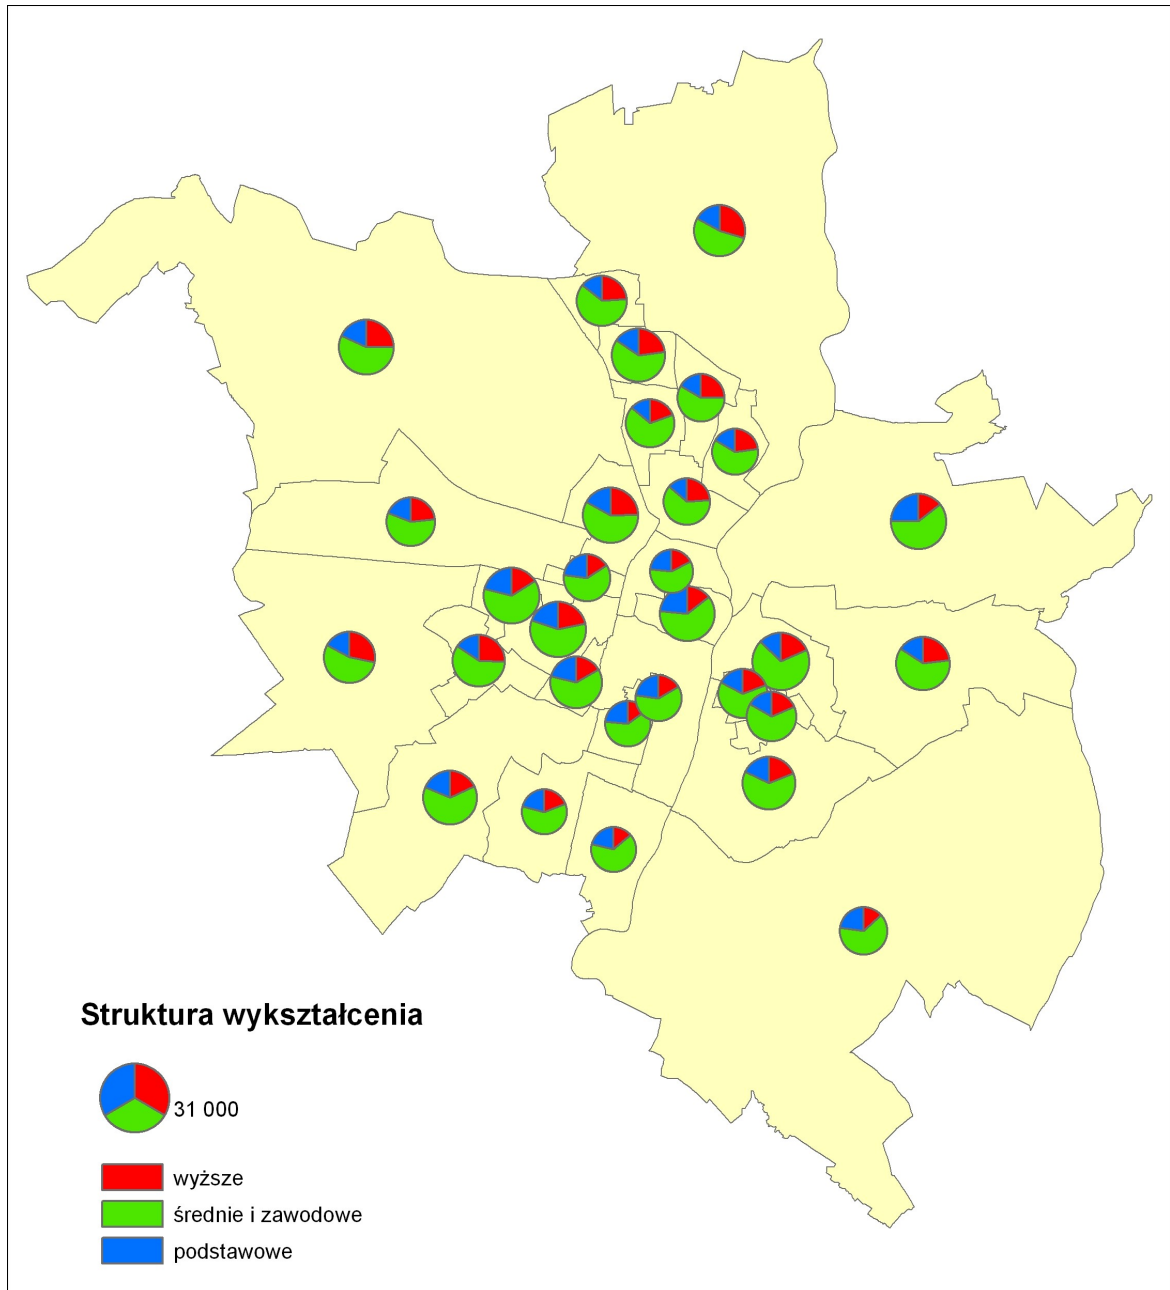 Struktura wykształcenia
31 000
wyższe
średnie i zawodowe
podstawowe